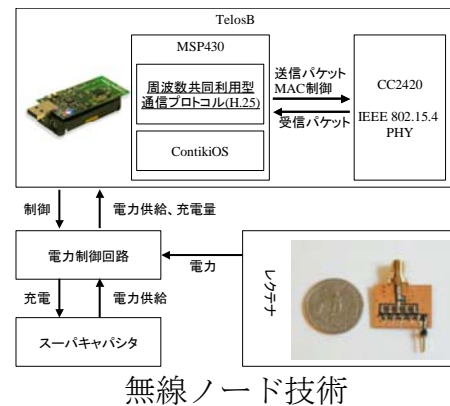 TelosB
MSP430
周波数共同利用型
通信プロトコル(H.25)
ContikiOS
送信パケット
MAC制御
受信パケット
CC2420
IEEE 802.15.4
PHY
制御
電力供給、充電量
電力制御回路
電力
レクテナ
充電
電力供給
スーパキャパシタ
無線ノード技術